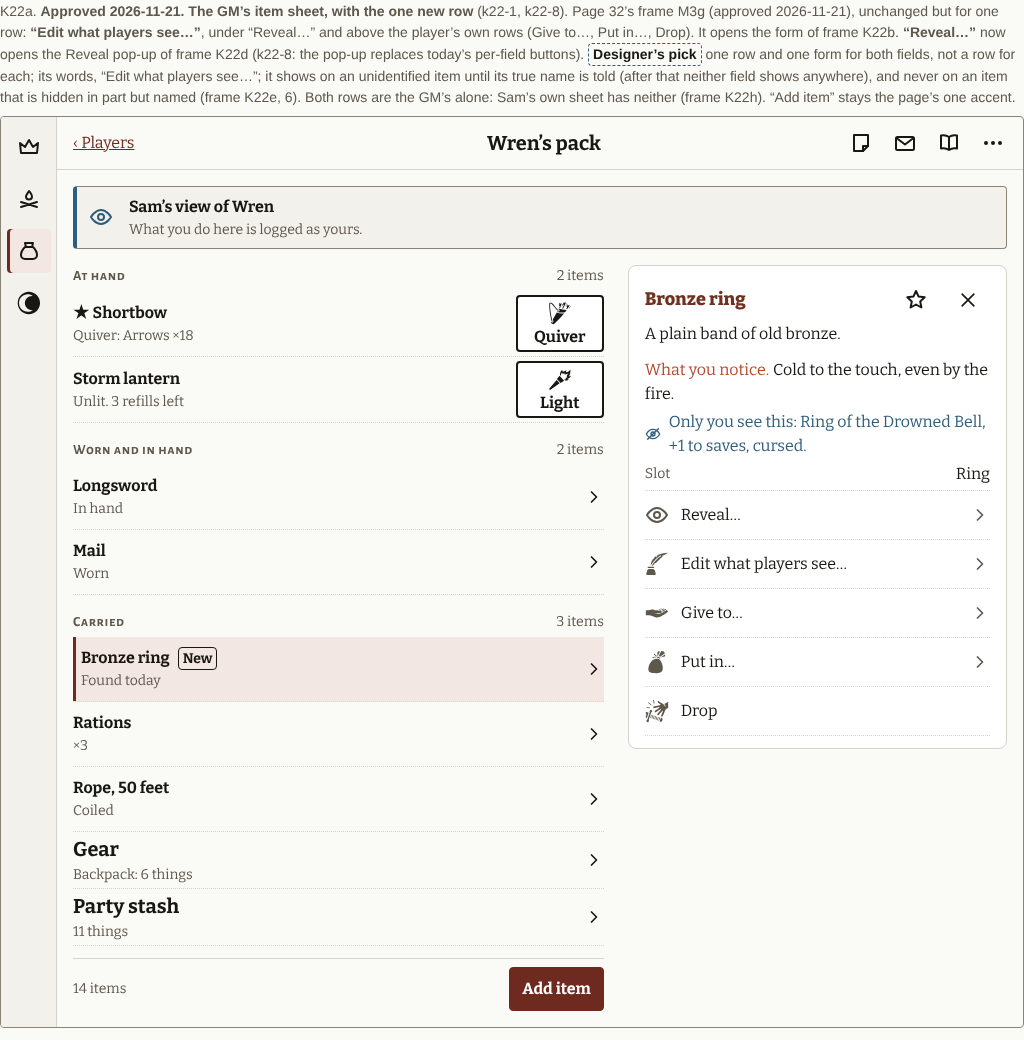 K22a. Approved 2026-11-21. The GM’s item sheet, with the one new row (k22-1, k22-8). Page 32’s frame M3g (approved 2026-11-21), unchanged but for one
row: “Edit what players see…”, under “Reveal…” and above the player’s own rows (Give to…, Put in…, Drop). It opens the form of frame K22b. “Reveal…” now
opens the Reveal pop-up of frame K22d (k22-8: the pop-up replaces today’s per-field buttons). Designer’s pick one row and one form for both fields, not a row for
each; its words, “Edit what players see…”; it shows on an unidentified item until its true name is told (after that neither field shows anywhere), and never on an item
that is hidden in part but named (frame K22e, 6). Both rows are the GM’s alone: Sam’s own sheet has neither (frame K22h). “Add item” stays the page’s one accent.
‹ Players
Wren’s pack
Sam’s view of Wren
What you do here is logged as yours.
At hand
2 items
★ Shortbow
Quiver: Arrows ×18
Quiver
Storm lantern
Unlit. 3 refills left
Light
Worn and in hand
2 items
Longsword
In hand
Mail
Worn
Carried
3 items
Bronze ring New
Found today
Rations
×3
Rope, 50 feet
Coiled
Gear
Backpack: 6 things
Party stash
11 things
14 items
Add item
Bronze ring
A plain band of old bronze.
What you notice. Cold to the touch, even by the
fire.
Only you see this: Ring of the Drowned Bell,
+1 to saves, cursed.
Slot
Ring
Reveal…
Edit what players see…
Give to…
Put in…
Drop